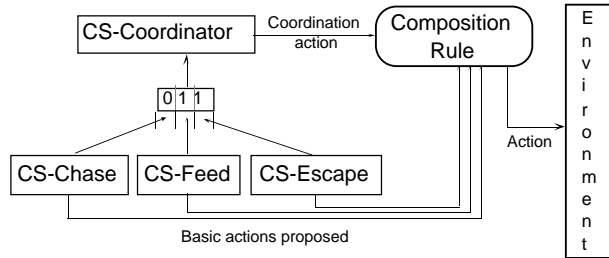 CS-Coordinator
Coordination
action
Composition
Rule
Environment
0 1 1
Action
CS-Chase
CS-Feed
CS-Escape
Basic actions proposed